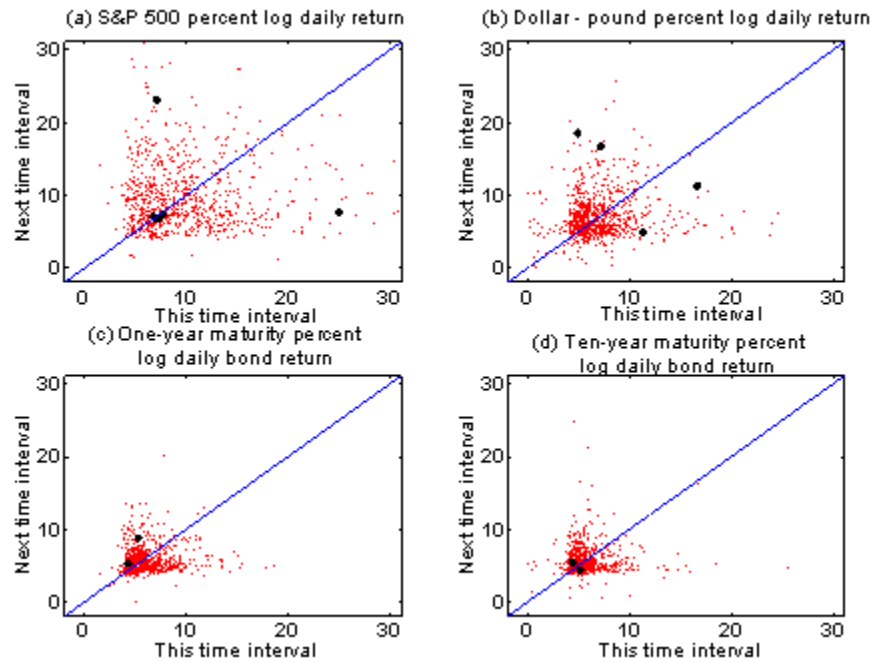 (a) S&P 500 percent log daily return
30
20
10
0
Next time interval
0 10 20 30
This time interval
(b) Dollar - pound percent log daily return
30
20
10
0
Next time interval
0 10 20 30
This time interval
(c) One-year maturity percent
log daily bond return
30
20
10
0
Next time interval
0 10 20 30
This time interval
(d) Ten-year maturity percent
log daily bond return
30
20
10
0
Next time interval
0 10 20 30
This time interval